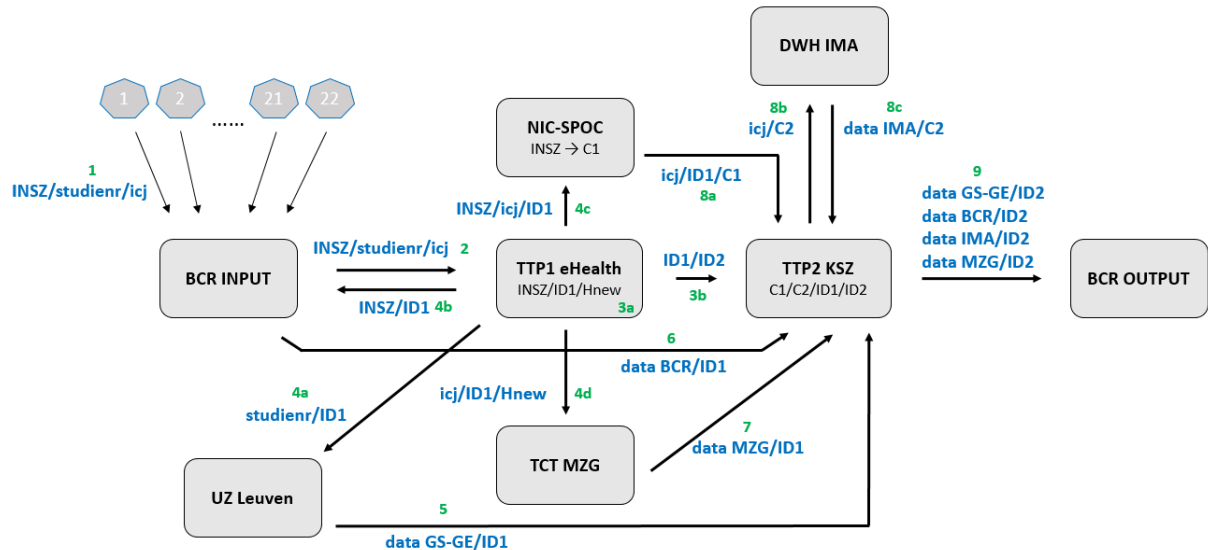 DWH IMA
1
2
......
21
22
8b
icj/C2
8c
data IMA/C2
NIC-SPOC
INSZ → C1
1
INSZ/studienr/icj
icj/ID1/C1
8a
9
data GS-GE/ID2
data BCR/ID2
data IMA/ID2
data MZG/ID2
INSZ/icj/ID1
4c
INSZ/studienr/icj
2
BCR INPUT
TTP1 eHealth
INSZ/ID1/Hnew
3a
ID1/ID2
3b
TTP2 KSZ
C1/C2/ID1/ID2
BCR OUTPUT
INSZ/ID1
4b
6
data BCR/ID1
4a
studienr/ID1
icj/ID1/Hnew
4d
7
data MZG/ID1
TCT MZG
UZ Leuven
5
data GS-GE/ID1